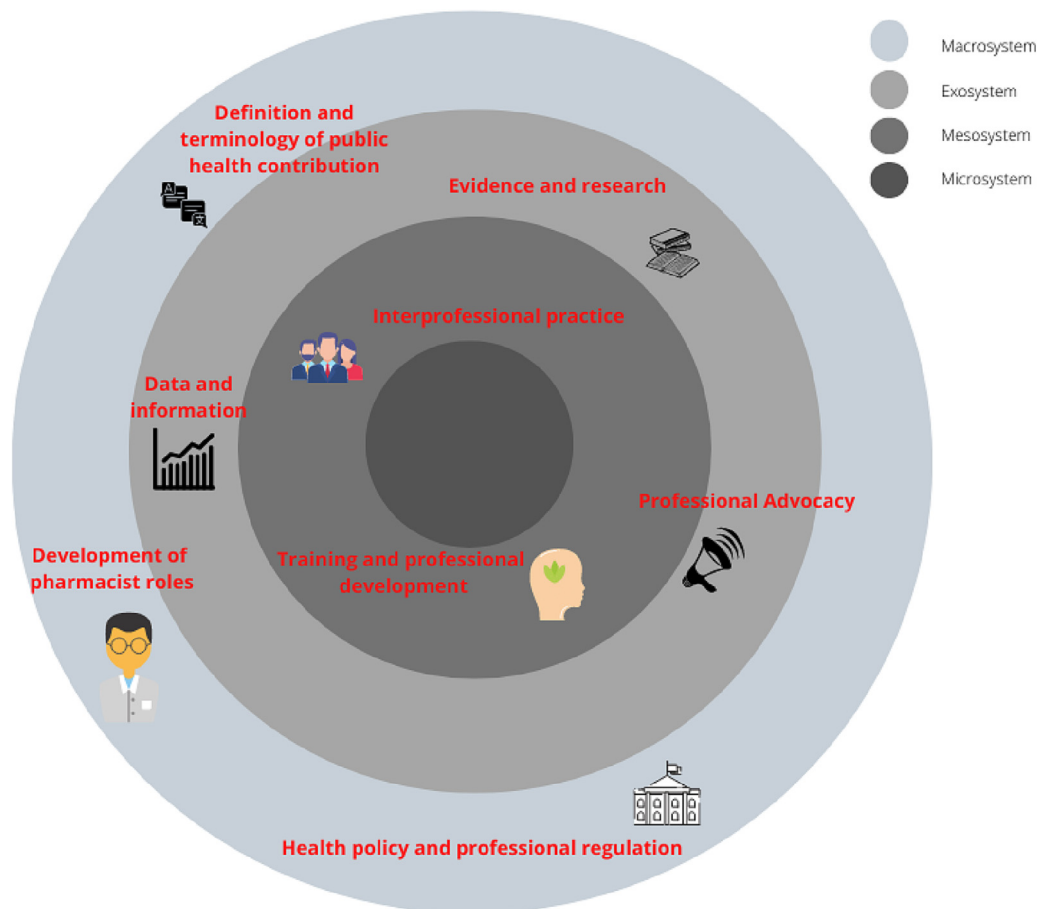 Macrosystem
Exosystem
Mesosystem
Microsystem
Definition and
terminology of public
health contribution
A
文
Evidence and research
Interprofessional practice
Data and
information
Professional Advocacy
Development of
pharmacist roles
Training and professional
development
Health policy and professional regulation